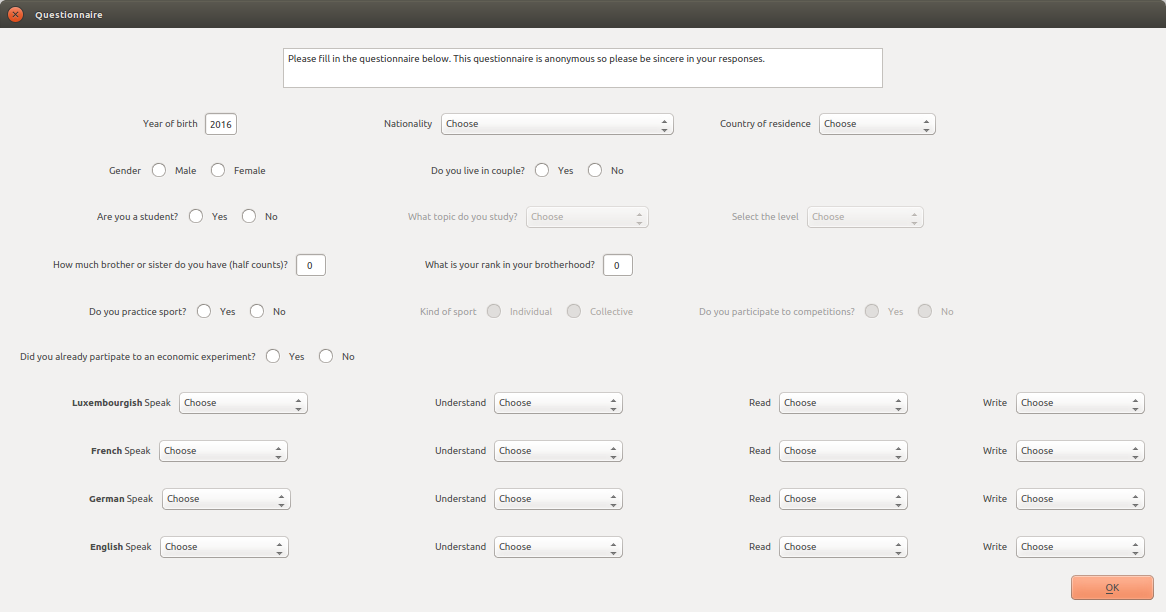 Questionnaire
Please fill in the questionnaire below. This questionnaire is anonymous so please be sincere in your responses.
Year of birth 2016 Nationality Choose Country of residence Choose
Gender Male Female Do you live in couple? Yes No
Are you a student? Yes No What topic do you study? Choose Select the level Choose
How much brother or sister do you have (half counts)? 0 What is your rank in your brotherhood? 0
Do you practice sport? Yes No Kind of sport Individual Collective Do you participate to competitions? Yes No
Did you already partipate to an economic experiment? Yes No
Luxembourgish Speak Choose Understand Choose Read Choose Write Choose
French Speak Choose Understand Choose Read Choose Write Choose
German Speak Choose Understand Choose Read Choose Write Choose
English Speak Choose Understand Choose Read Choose Write Choose
OK